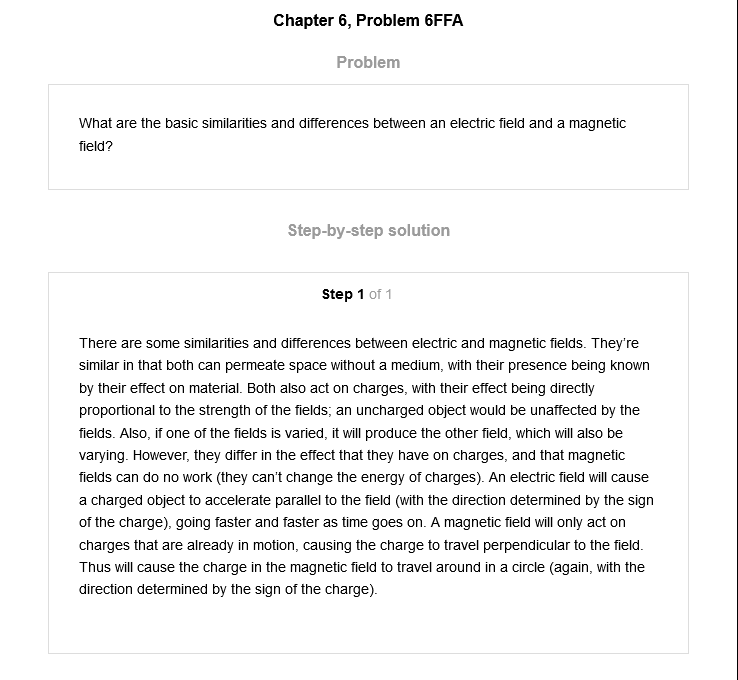 Chapter 6, Problem 6FFA
Problem
What are the basic similarities and differences between an electric field and a magnetic
field?
Step-by-step solution
Step 1 of 1
There are some similarities and differences between electric and magnetic fields. They’re
similar in that both can permeate space without a medium, with their presence being known
by their effect on material. Both also act on charges, with their effect being directly
proportional to the strength of the fields; an uncharged object would be unaffected by the
fields. Also, if one of the fields is varied, it will produce the other field, which will also be
varying. However, they differ in the effect that they have on charges, and that magnetic
fields can do no work (they can’t change the energy of charges). An electric field will cause
a charged object to accelerate parallel to the field (with the direction determined by the sign
of the charge), going faster and faster as time goes on. A magnetic field will only act on
charges that are already in motion, causing the charge to travel perpendicular to the field.
Thus will cause the charge in the magnetic field to travel around in a circle (again, with the
direction determined by the sign of the charge).